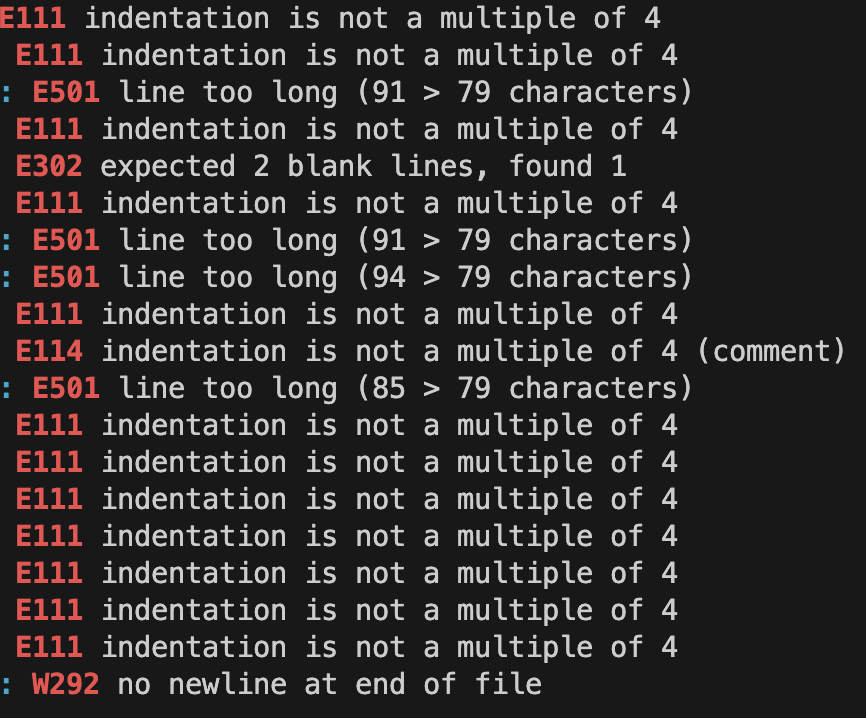 E111 indentation is not a multiple of 4
E111 indentation is not a multiple of 4
: E501 line too long (91 > 79 characters)
E111 indentation is not a multiple of 4
E302 expected 2 blank lines, found 1
E111 indentation is not a multiple of 4
: E501 line too long (91 > 79 characters)
: E501 line too long (94 > 79 characters)
E111 indentation is not a multiple of 4
E114 indentation is not a multiple of 4 (comment)
: E501 line too long (85 > 79 characters)
E111 indentation is not a multiple of 4
E111 indentation is not a multiple of 4
E111 indentation is not a multiple of 4
E111 indentation is not a multiple of 4
E111 indentation is not a multiple of 4
E111 indentation is not a multiple of 4
E111 indentation is not a multiple of 4
: W292 no newline at end of file